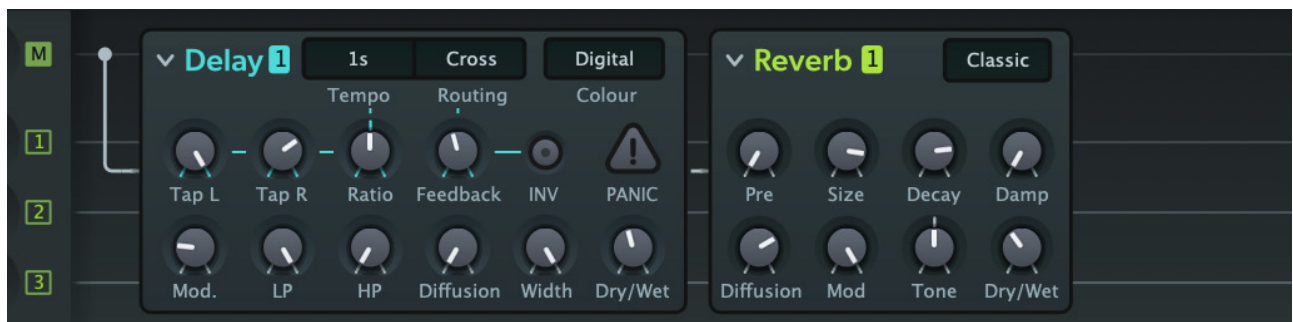 M
Delay 1 1s Cross Digital
Reverb 1 Classic
Tempo Routing Colour
1
Tap L Tap R Ratio Feedback INV PANIC
Pre Size Decay Damp
2
Mod. LP HP Diffusion Width Dry/Wet
Diffusion Mod Tone Dry/Wet
3